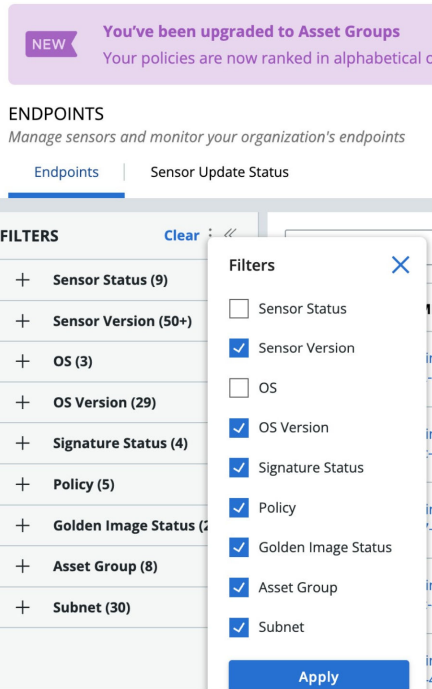 NEW
You've been upgraded to Asset Groups
Your policies are now ranked in alphabetical
ENDPOINTS
Manage sensors and monitor your organization's endpoints
Endpoints
Sensor Update Status
FILTERS
Clear
Sensor Status (9)
Sensor Version (50+)
OS (3)
OS Version (29)
Signature Status (4)
Policy (5)
Golden Image Status (2
Asset Group (8)
Subnet (30)
Filters
Sensor Status
Sensor Version
OS
OS Version
Signature Status
Policy
Golden Image Status
Asset Group
Subnet
Apply